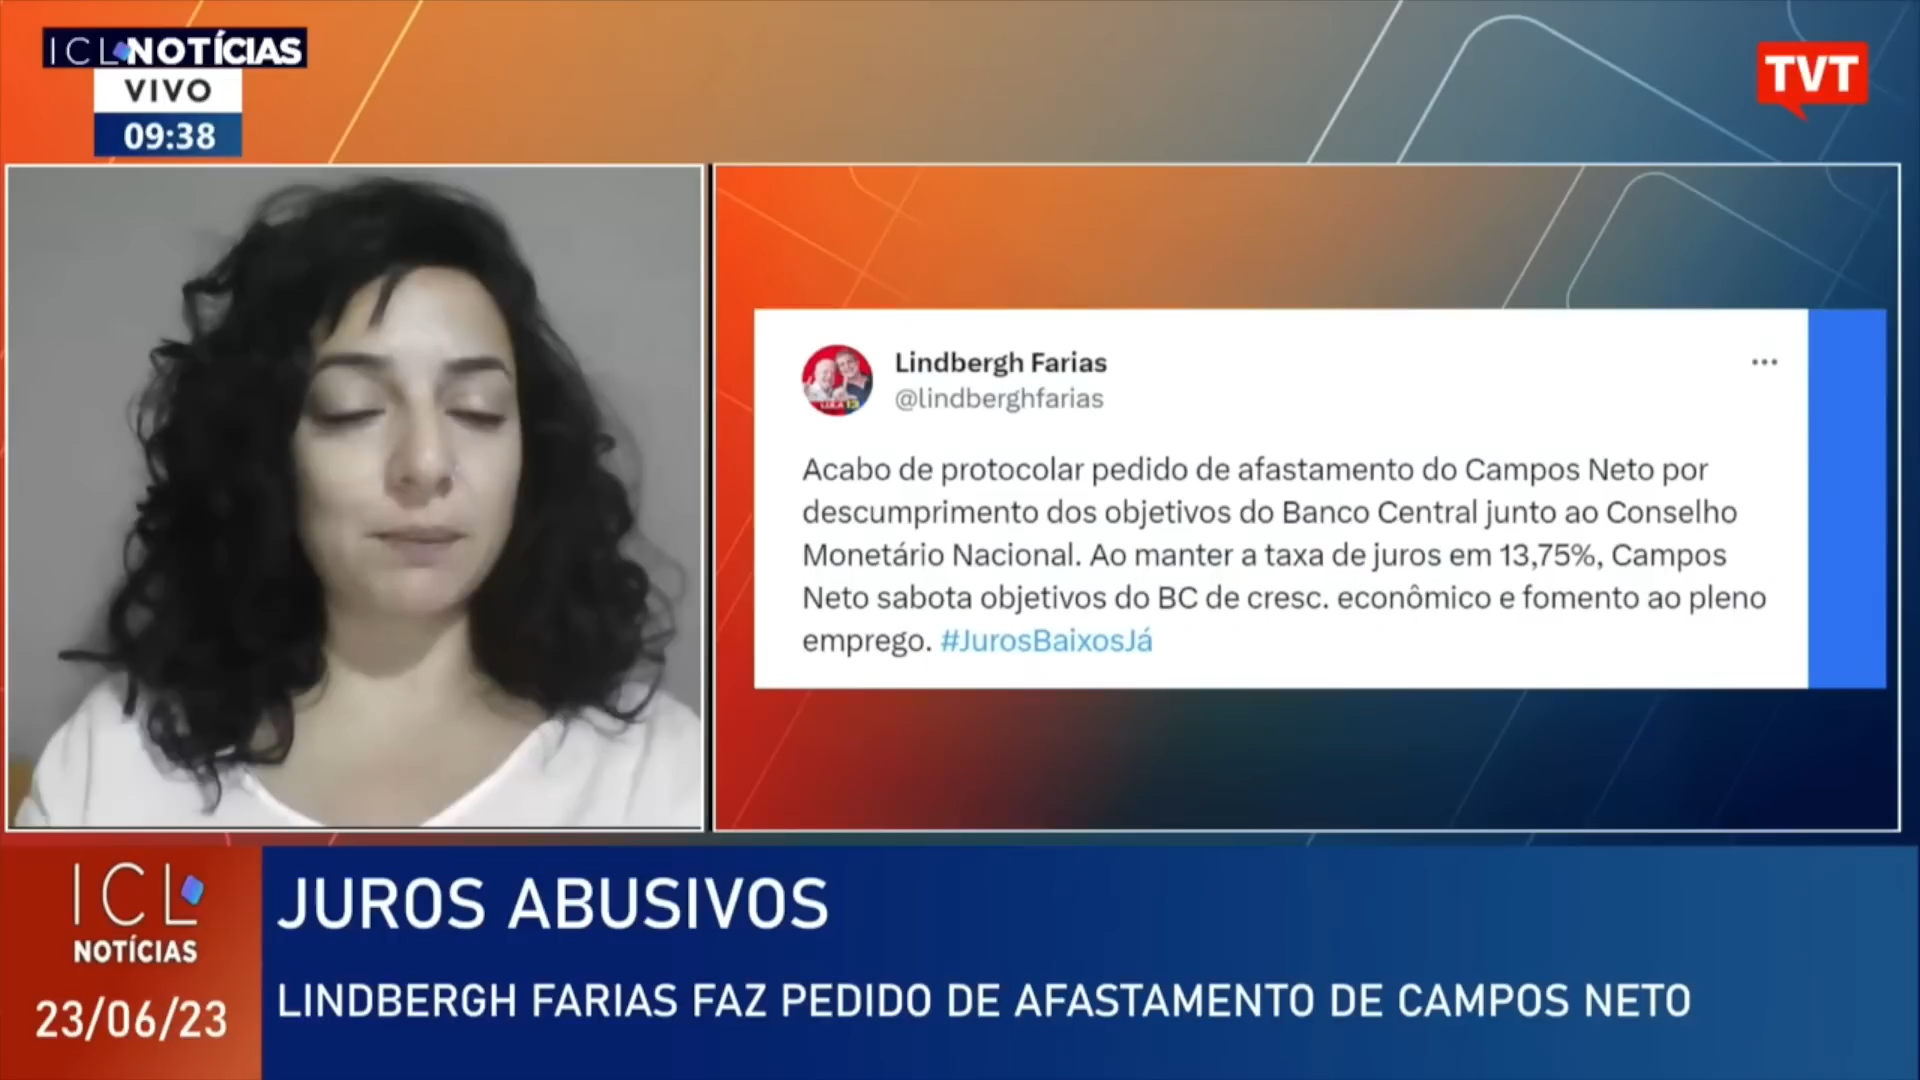 ICL NOTÍCIAS
VIVO
09:38
TVT
Lindbergh Farias
@lindberghfarias
Acabo de protocolar pedido de afastamento do Campos Neto por
descumprimento dos objetivos do Banco Central junto ao Conselho
Monetário Nacional. Ao manter a taxa de juros em 13,75%, Campos
Neto sabota objetivos do BC de cresc. econômico e fomento ao pleno
emprego. #JurosBaixosJá
ICL
NOTÍCIAS
23/06/23
JUROS ABUSIVOS
LINDBERGH FARIAS FAZ PEDIDO DE AFASTAMENTO DE CAMPOS NETO